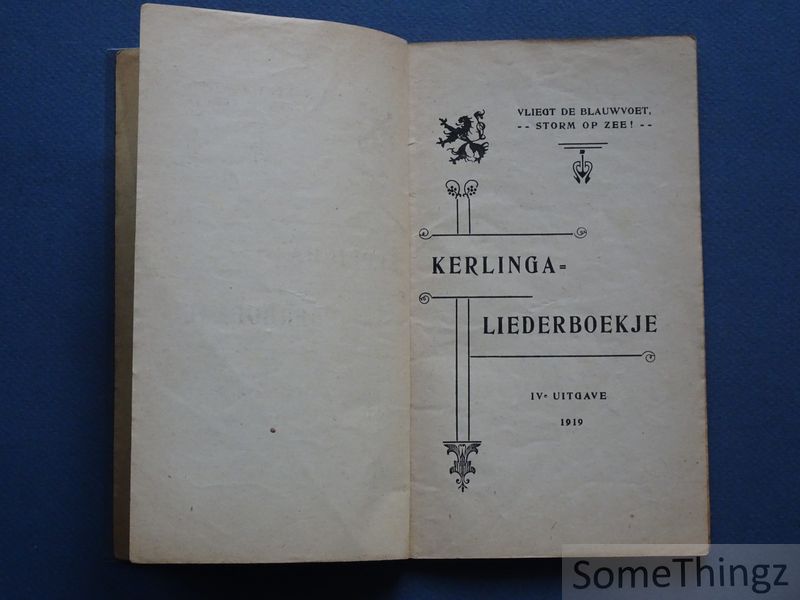 VLIEGT DE BLAUWVOET,
-- STORM OP ZEE! --
KERLINGA=
LIEDERBOEKJE
IVe UITGAVE
1919
SomeThingz